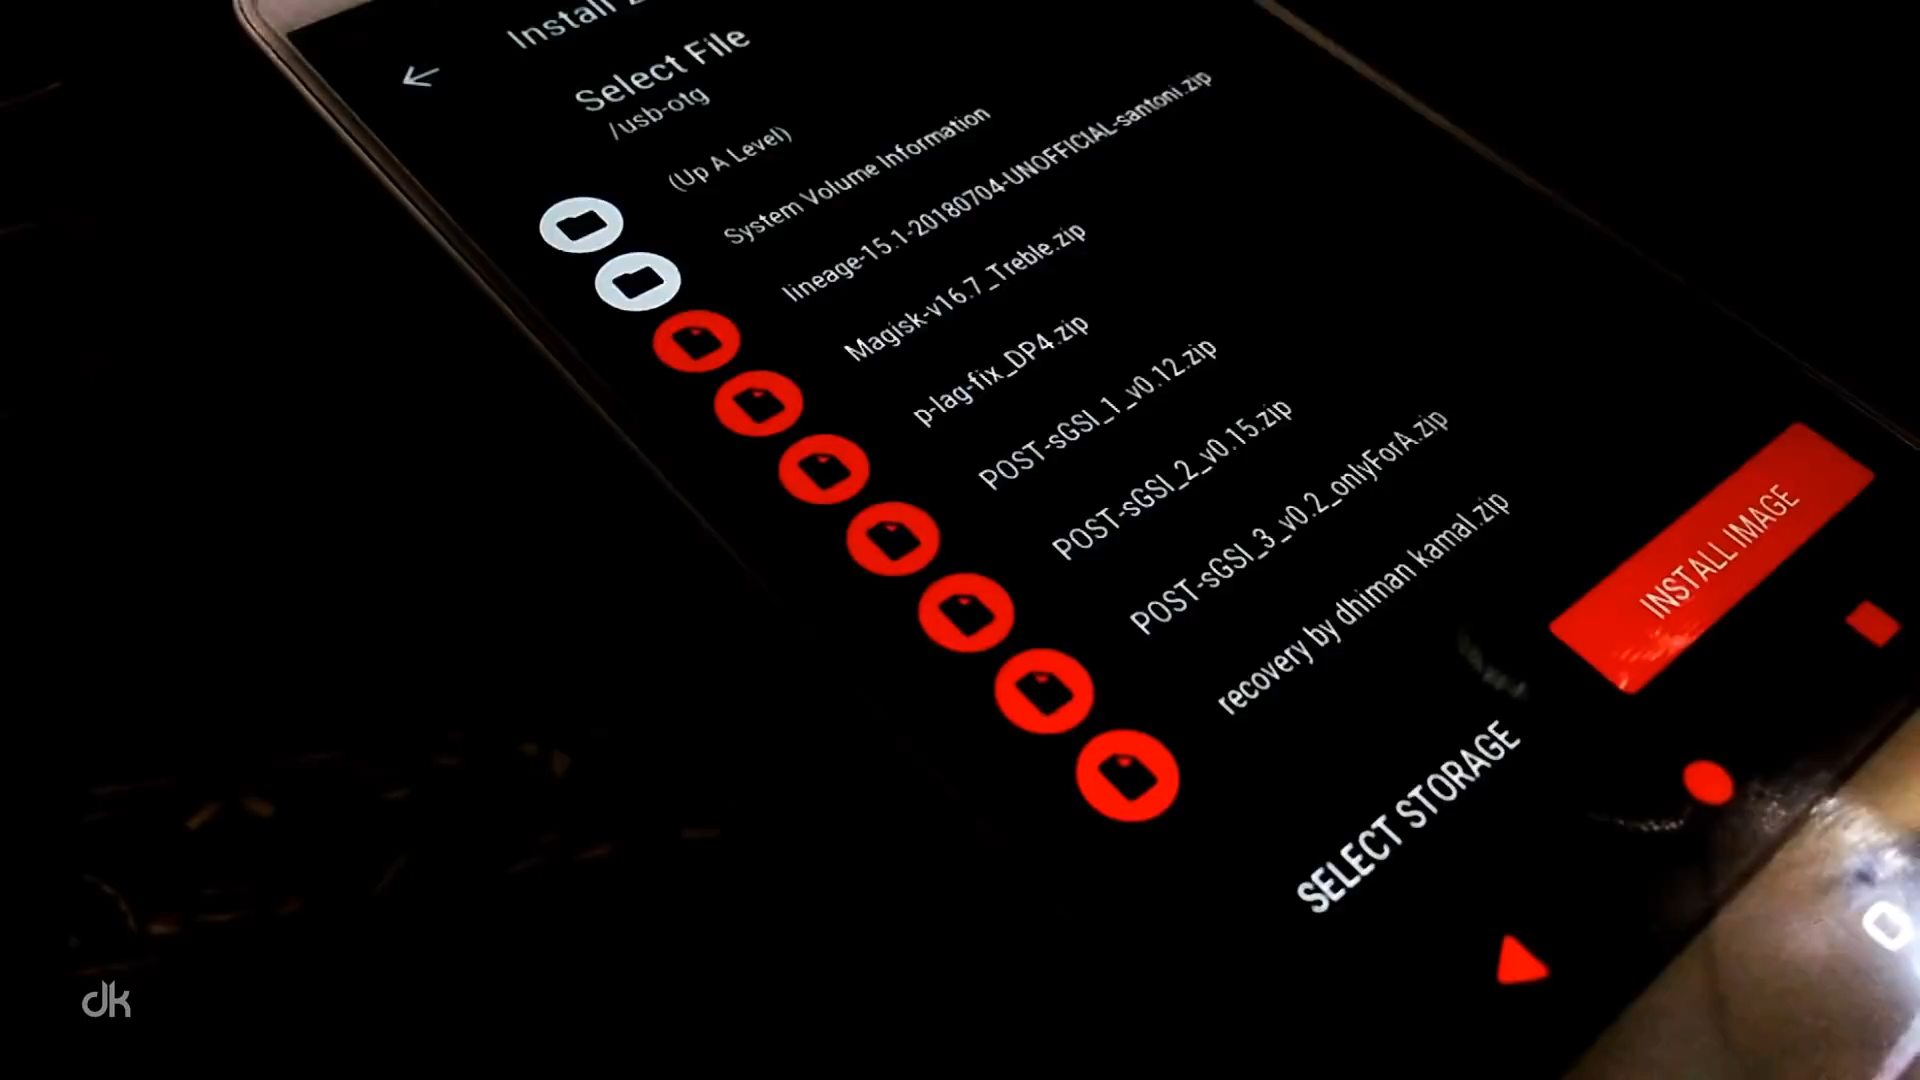 Install
Select File
/usb-otg
(Up A Level)
System Volume Information
lineage-15.1-20180704-UNOFFICIAL-santoni.zip
Magisk-v16.7_Treble.zip
p-lag-fix_DP4.zip
POST-sGSI_1_v0.12.zip
POST-sGSI_2_v0.15.zip
POST-sGSI_3_v0.2_onlyForA.zip
recovery by dhiman kamal.zip
INSTALL IMAGE
SELECT STORAGE
dk